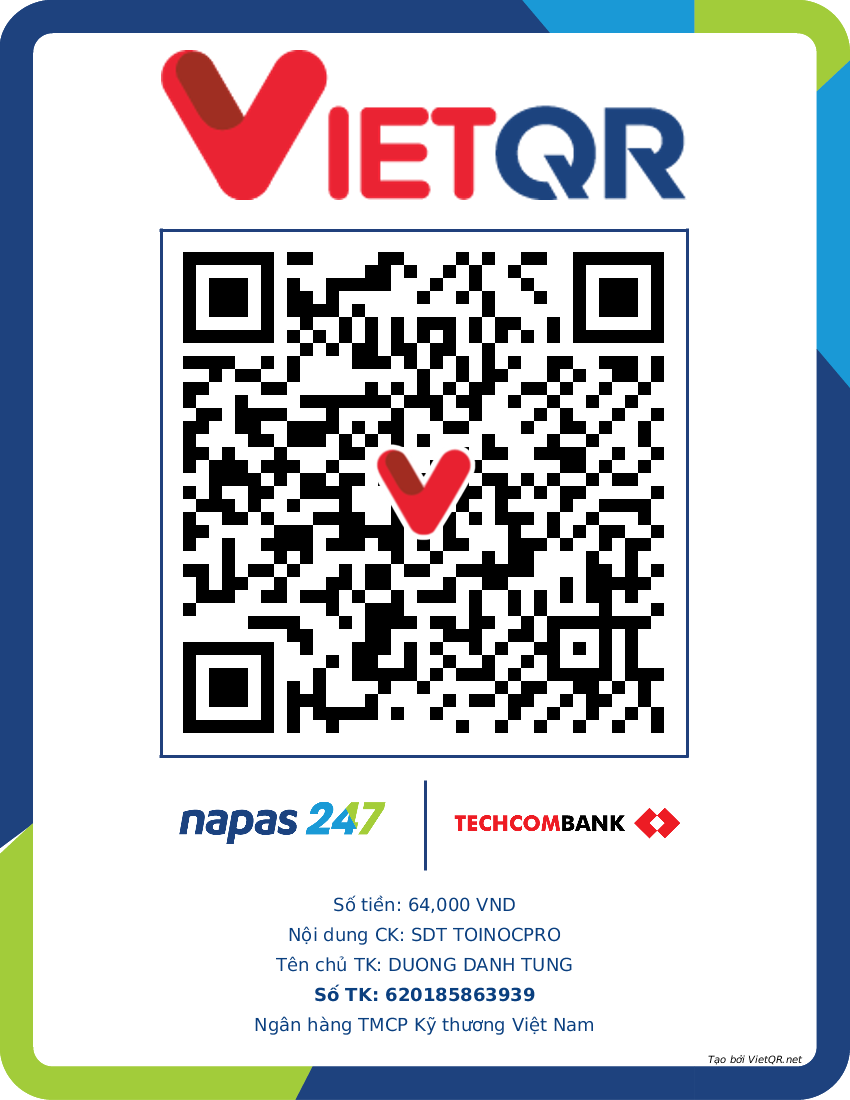 VIETQR
napas 247
TECHCOMBANK
Số tiền: 64,000 VND
Nội dung CK: SDT TOINOCPRO
Tên chủ TK: DUONG DANH TUNG
Số TK: 620185863939
Ngân hàng TMCP Kỹ thương Việt Nam
Tạo bởi VietQR.net